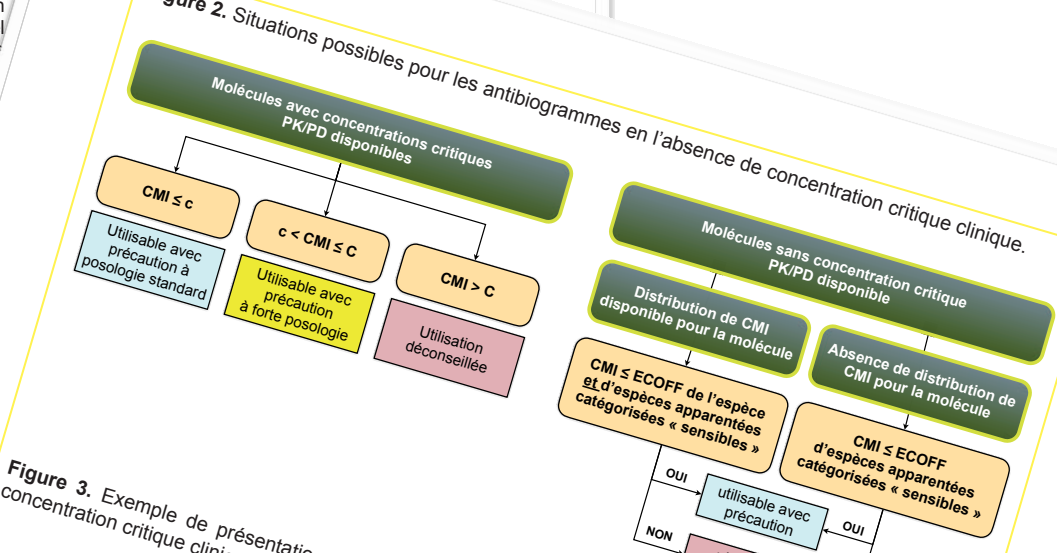 gure 2. Situations possibles pour les antibiogrammes en l'absence de concentration critique clinique.
Molécules avec concentrations critiques
PK/PD disponibles
CMI ≤ c
Utilisable avec
précaution à
posologie standard
c < CMI ≤ C
Utilisable avec
précaution
à forte posologie
CMI > C
Utilisation
déconseillée
Molécules sans concentration critique
PK/PD disponible
Distribution de CMI
disponible pour la molécule
Absence de distribution de
CMI pour la molécule
CMI ≤ ECOFF de l'espèce
et d'espèces apparentées
catégorisées « sensibles »
CMI ≤ ECOFF
d'espèces apparentées
catégorisées « sensibles »
OUI
utilisable avec
précaution
OUI
NON
Figure 3. Exemple de présentatio
concentration critique clini